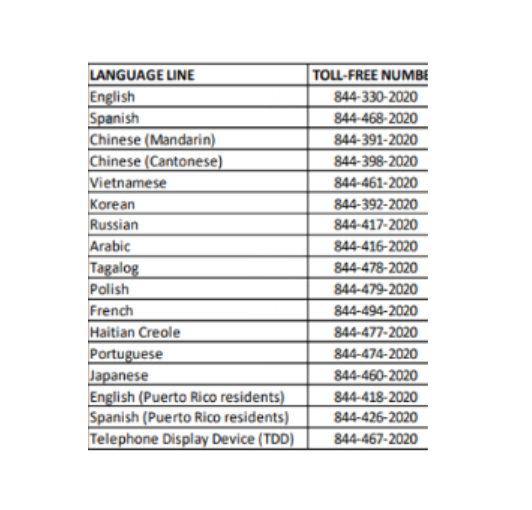 LANGUAGE LINE TOLL-FREE NUMBE
English 844-330-2020
Spanish 844-468-2020
Chinese (Mandarin) 844-391-2020
Chinese (Cantonese) 844-398-2020
Vietnamese 844-461-2020
Korean 844-392-2020
Russian 844-417-2020
Arabic 844-416-2020
Tagalog 844-478-2020
Polish 844-479-2020
French 844-494-2020
Haitian Creole 844-477-2020
Portuguese 844-474-2020
Japanese 844-460-2020
English (Puerto Rico residents) 844-418-2020
Spanish (Puerto Rico residents) 844-426-2020
Telephone Display Device (TDD) 844-467-2020